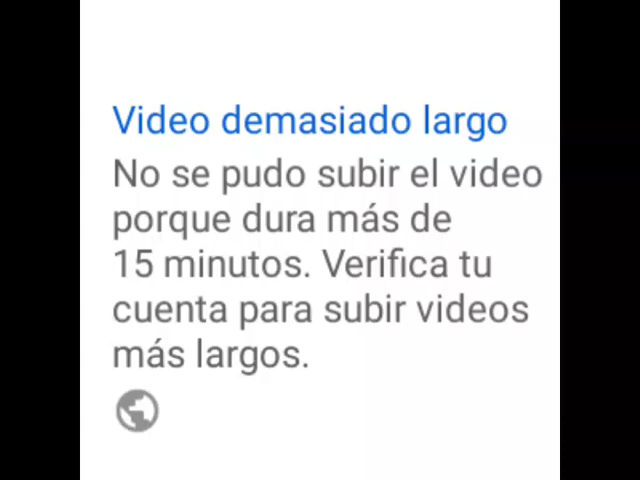 Video demasiado largo
No se pudo subir el video
porque dura más de
15 minutos. Verifica tu
cuenta para subir videos
más largos.